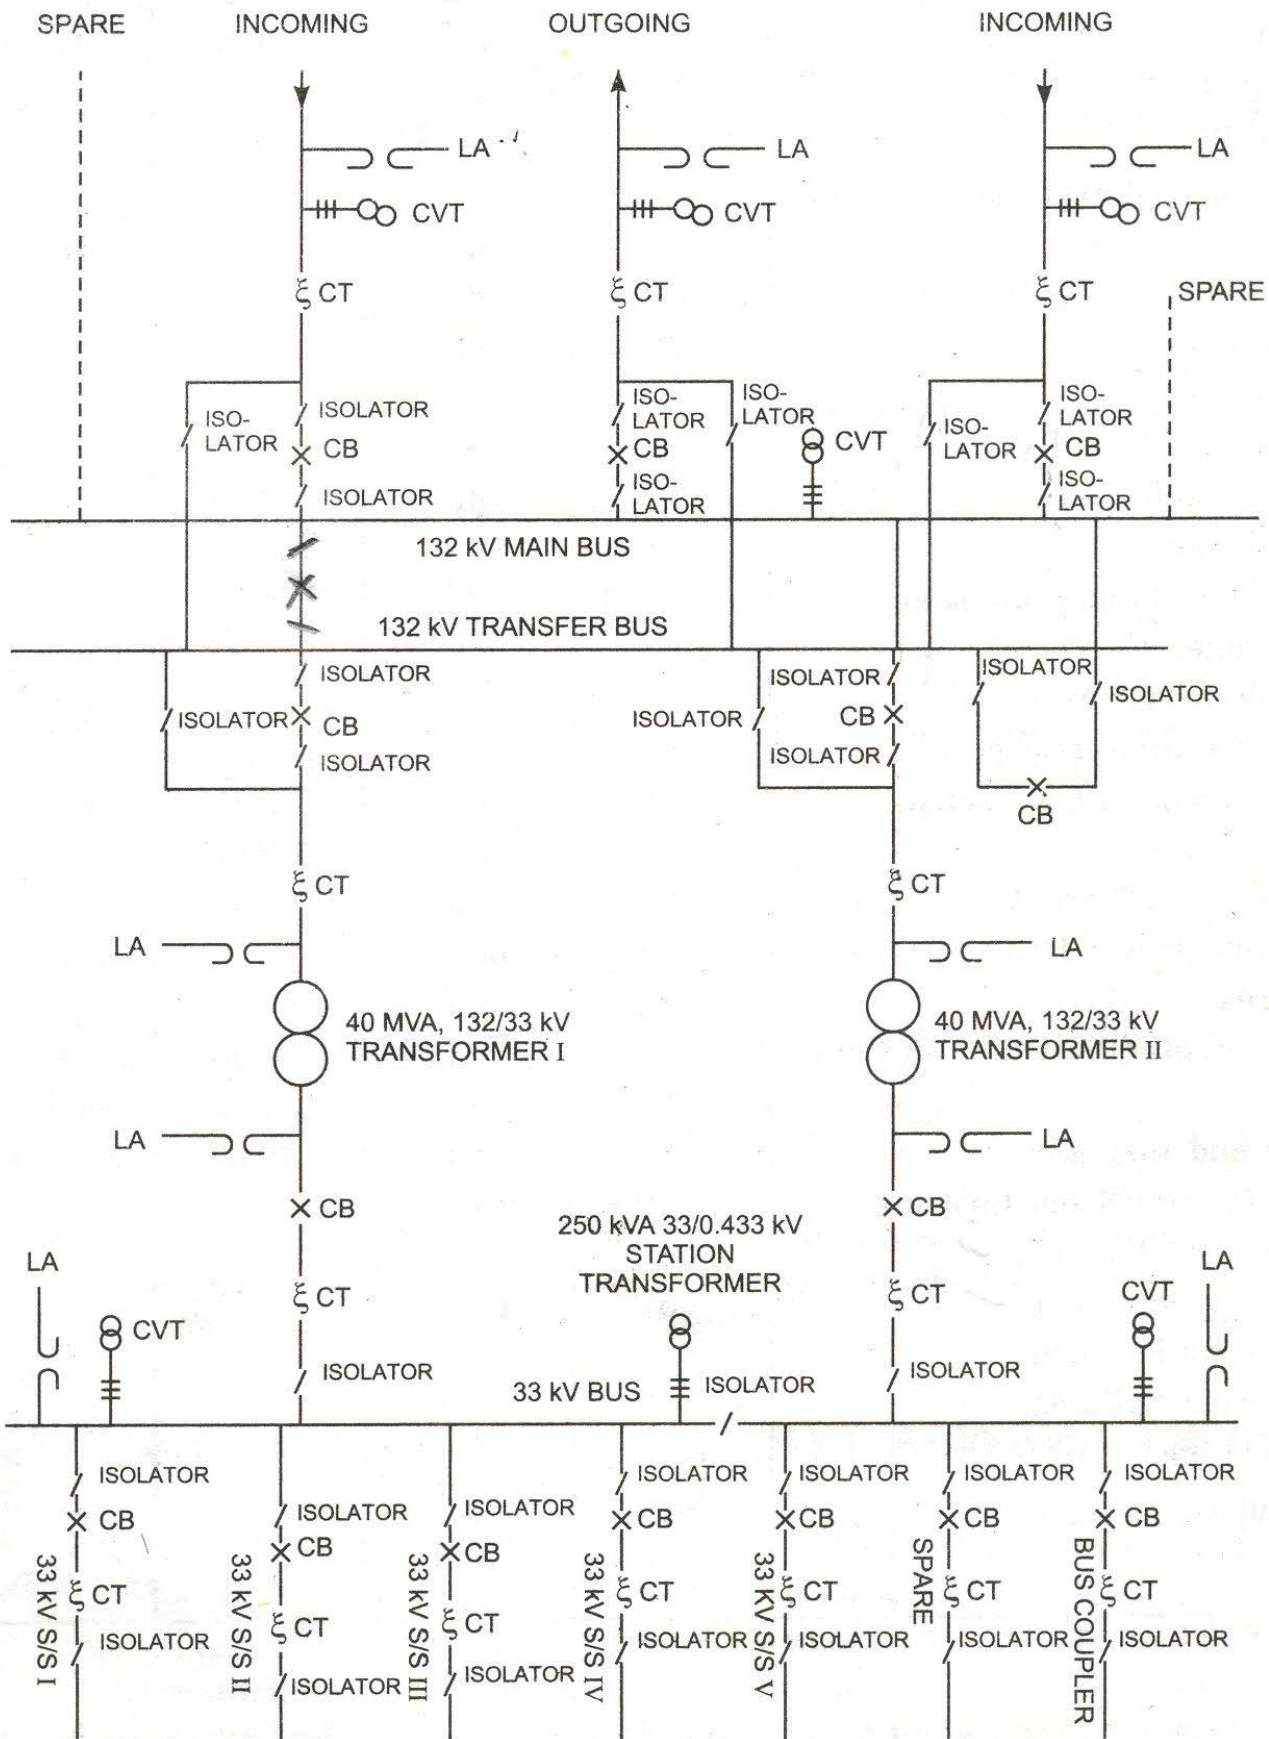 SPARE
INCOMING
OUTGOING
INCOMING
LA
LA
LA
CVT
CVT
CVT
CT
CT
CT
SPARE
ISO-
LATOR
ISOLATOR
CB
ISOLATOR
ISO-
LATOR
CB
ISO-
LATOR
ISO-
LATOR
CVT
ISO-
LATOR
ISO-
LATOR
CB
ISO-
LATOR
132 kV MAIN BUS
132 kV TRANSFER BUS
ISOLATOR
ISOLATOR
CB
ISOLATOR
ISOLATOR
ISOLATOR
CB
ISOLATOR
ISOLATOR
ISOLATOR
CB
CT
CT
LA
LA
40 MVA, 132/33 kV
TRANSFORMER I
40 MVA, 132/33 kV
TRANSFORMER II
LA
LA
CB
CB
250 kVA 33/0.433 kV
STATION
TRANSFORMER
LA
CVT
CT
CT
CVT
LA
ISOLATOR
33 kV BUS
ISOLATOR
ISOLATOR
ISOLATOR
CB
CT
ISOLATOR
33 kV S/S I
ISOLATOR
CB
CT
ISOLATOR
33 kV S/S II
ISOLATOR
CB
CT
ISOLATOR
33 kV S/S III
ISOLATOR
CB
CT
ISOLATOR
33 kV S/S IV
ISOLATOR
CB
CT
ISOLATOR
33 KV S/S V
ISOLATOR
CB
CT
ISOLATOR
SPARE
ISOLATOR
CB
CT
ISOLATOR
BUS COUPLER